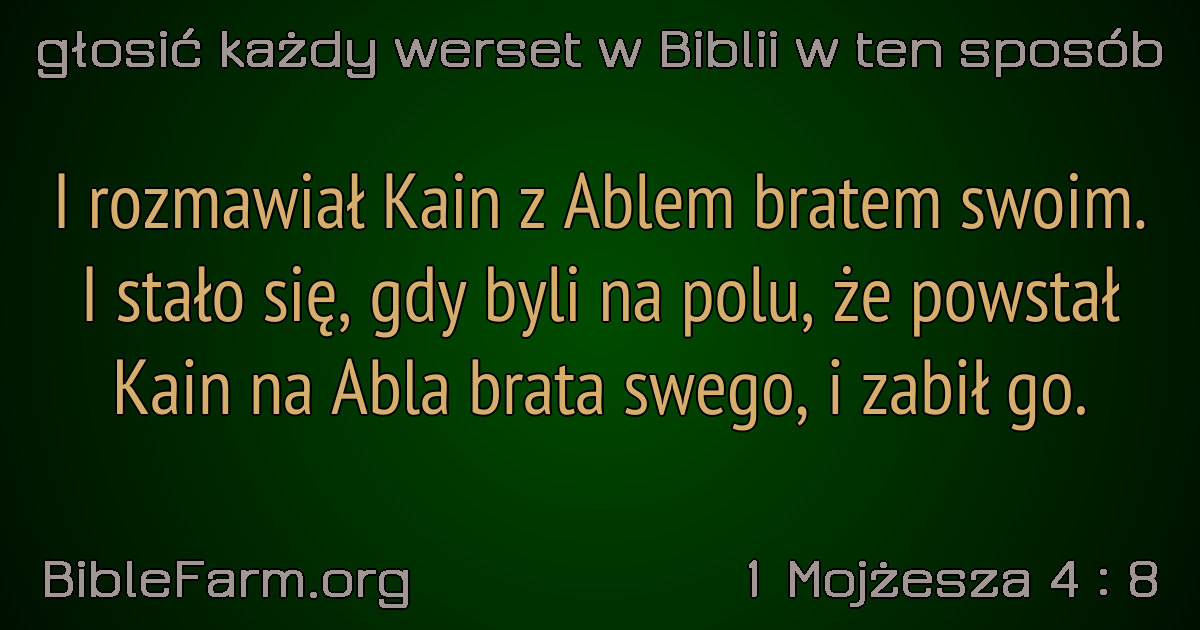 głosić każdy werset w Biblii w ten sposób
I rozmawiał Kain z Ablem bratem swoim.
I stało się, gdy byli na polu, że powstał
Kain na Abla brata swego, i zabił go.
BibleFarm.org
1 Mojżesza 4 : 8